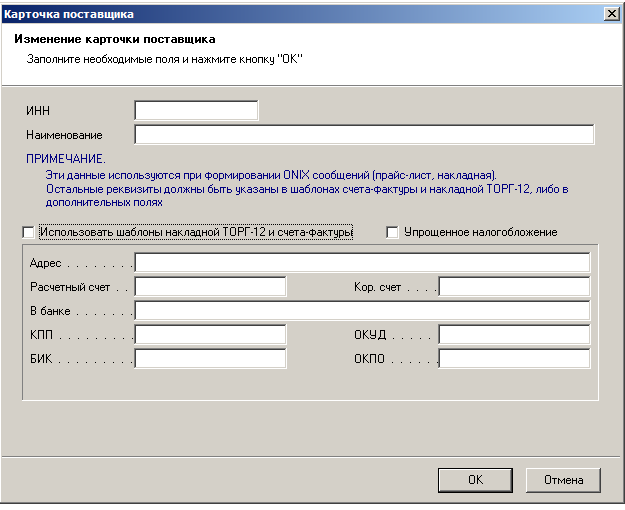 Карточка поставщика
Изменение карточки поставщика
Заполните необходимые поля и нажмите кнопку "ОК"
ИНН
Наименование
ПРИМЕЧАНИЕ.
Эти данные используются при формировании ONIX сообщений (прайс-лист, накладная).
Остальные реквизиты должны быть указаны в шаблонах счета-фактуры и накладной ТОРГ-12, либо в
дополнительных полях
Использовать шаблоны накладной ТОРГ-12 и счета-фактуры Упрощенное налогообложение
Адрес . . . . . . . .
Расчетный счет . . Кор. счет . . . .
В банке . . . . . . .
КПП . . . . . . . . . ОКУД . . . . .
БИК . . . . . . . . . ОКПО . . . . .
OK Отмена